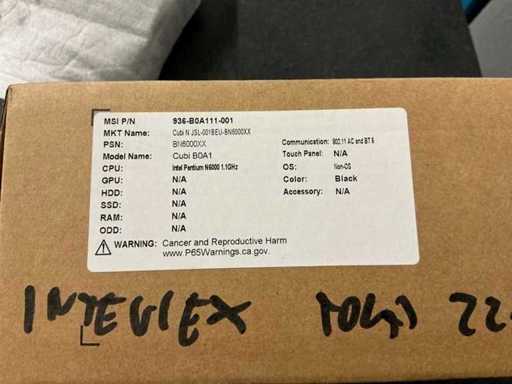 MSI P/N 936-B0A111-001
MKT Name: Cubi N JSL-001BEU-BN6000XX
PSN: BN6000XX Communication: 802.11 AC and BT 5
Model Name: Cubi B0A1 Touch Panel: N/A
CPU: Intel Pentium N6000 1.1GHz OS: Non-OS
GPU: N/A Color: Black
HDD: N/A Accessory: N/A
SSD: N/A
RAM: N/A
ODD: N/A
WARNING: Cancer and Reproductive Harm
www.P65Warnings.ca.gov.